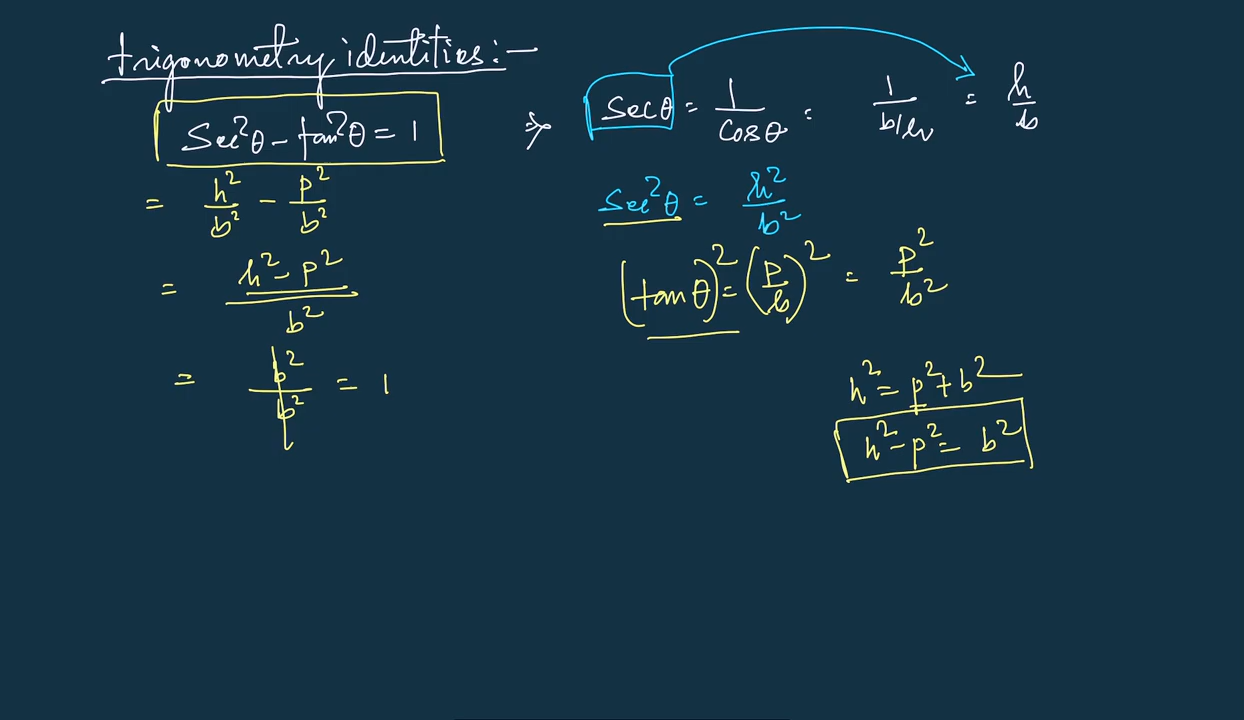 trigonometry identities:-
Sec²θ - tan²θ = 1
= h²/b² - P²/b²
= h² - P²/b²
= b²/b² = 1
⇒ Secθ = 1/Cosθ = 1/b/h = h/b
Sec²θ = h²/b²
(tanθ)² = (P/b)² = P²/b²
h² = p² + b²
h² - p² = b²